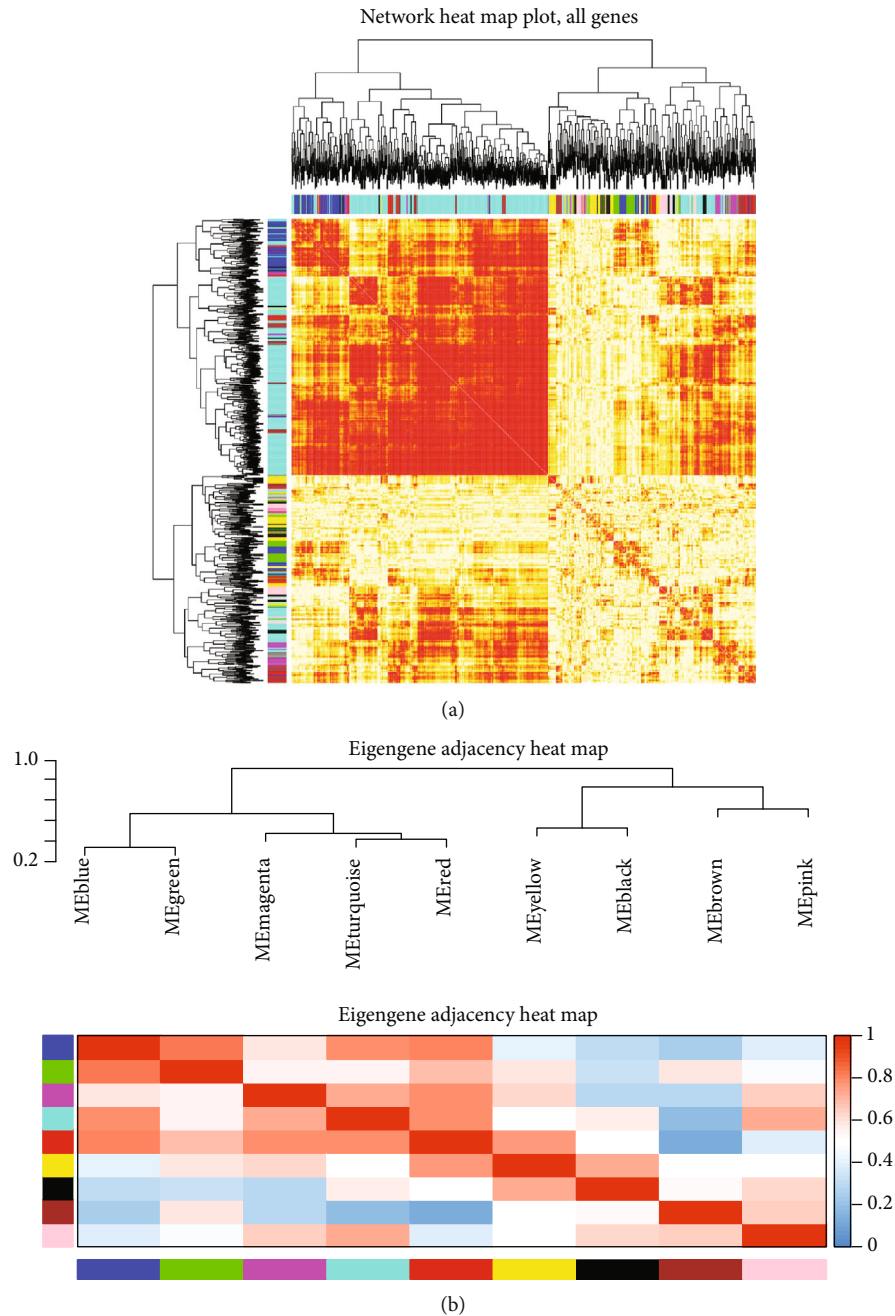 Network heat map plot, all genes
(a)
Eigengene adjacency heat map
1.0
0.2
MEblue
MEgreen
MEmagenta
MEturquoise
MEred
MEyellow
MEblack
MEbrown
MEpink
Eigengene adjacency heat map
1
0.8
0.6
0.4
0.2
0
(b)